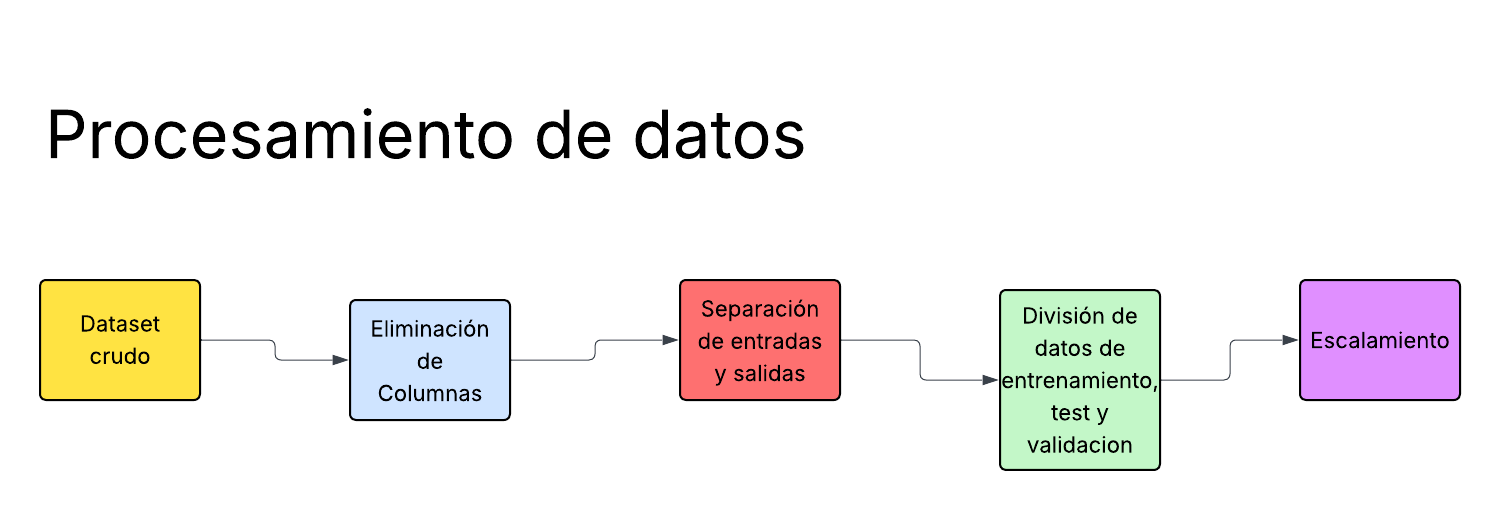 Procesamiento de datos
Dataset
crudo
Eliminación
de
Columnas
Separación
de entradas
y salidas
División de
datos de
entrenamiento,
test y
validacion
Escalamiento